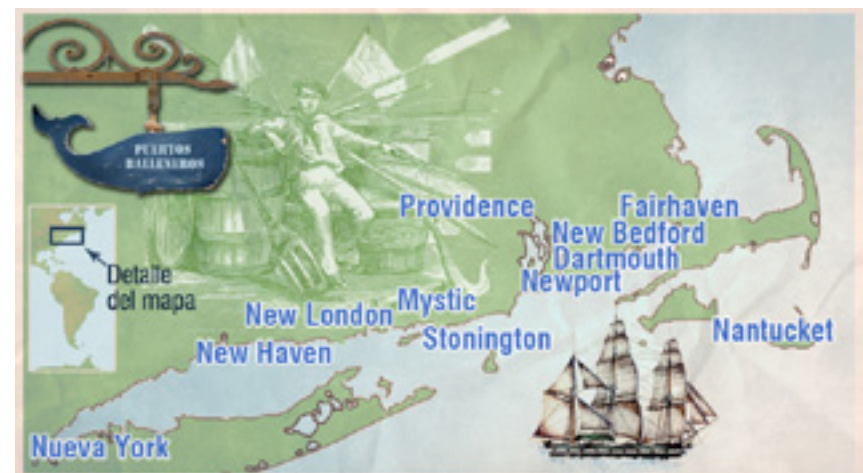 PUERTOS
BALLENEROS
Providence
Fairhaven
New Bedford
Dartmouth
Newport
Detalle
del mapa
New London
Mystic
Stonington
New Haven
Nantucket
Nueva York